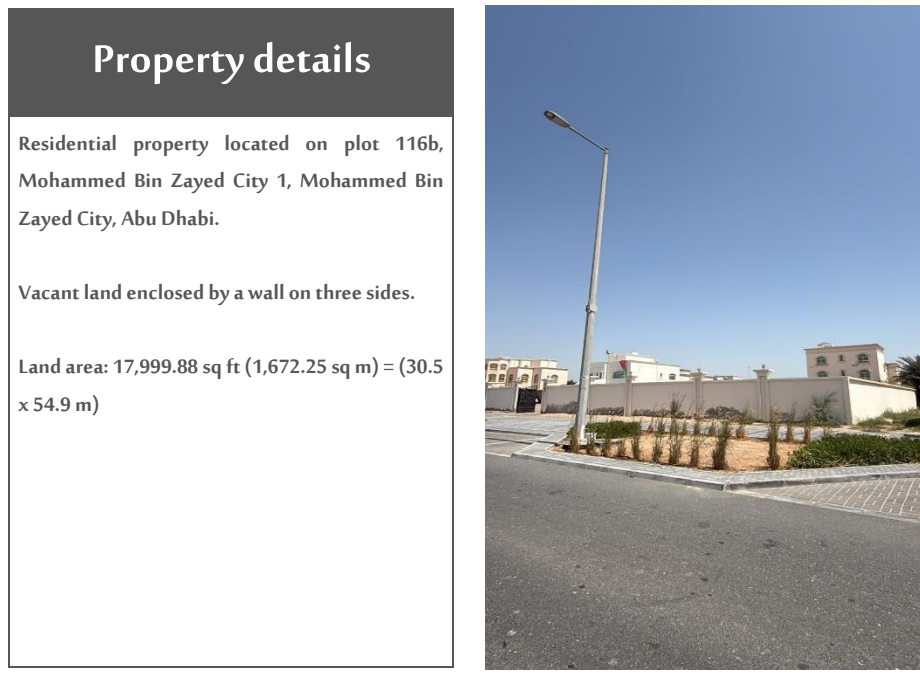 Property details
Residential property located on plot 116b,
Mohammed Bin Zayed City 1, Mohammed Bin
Zayed City, Abu Dhabi.
Vacant land enclosed by a wall on three sides.
Land area: 17,999.88 sq ft (1,672.25 sq m) = (30.5
x 54.9 m)